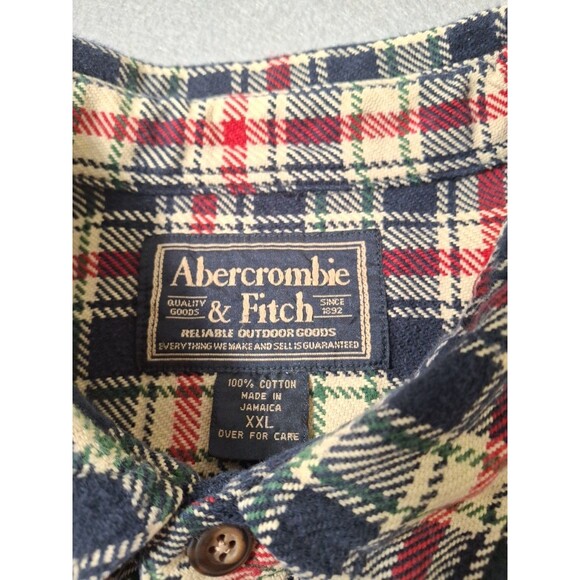 Abercrombie
QUALITY GOODS & Fitch SINCE 1892
RELIABLE OUTDOOR GOODS
EVERYTHING WE MAKE AND SELL IS GUARANTEED
100% COTTON
MADE IN
JAMAICA
XXL
OVER FOR CARE